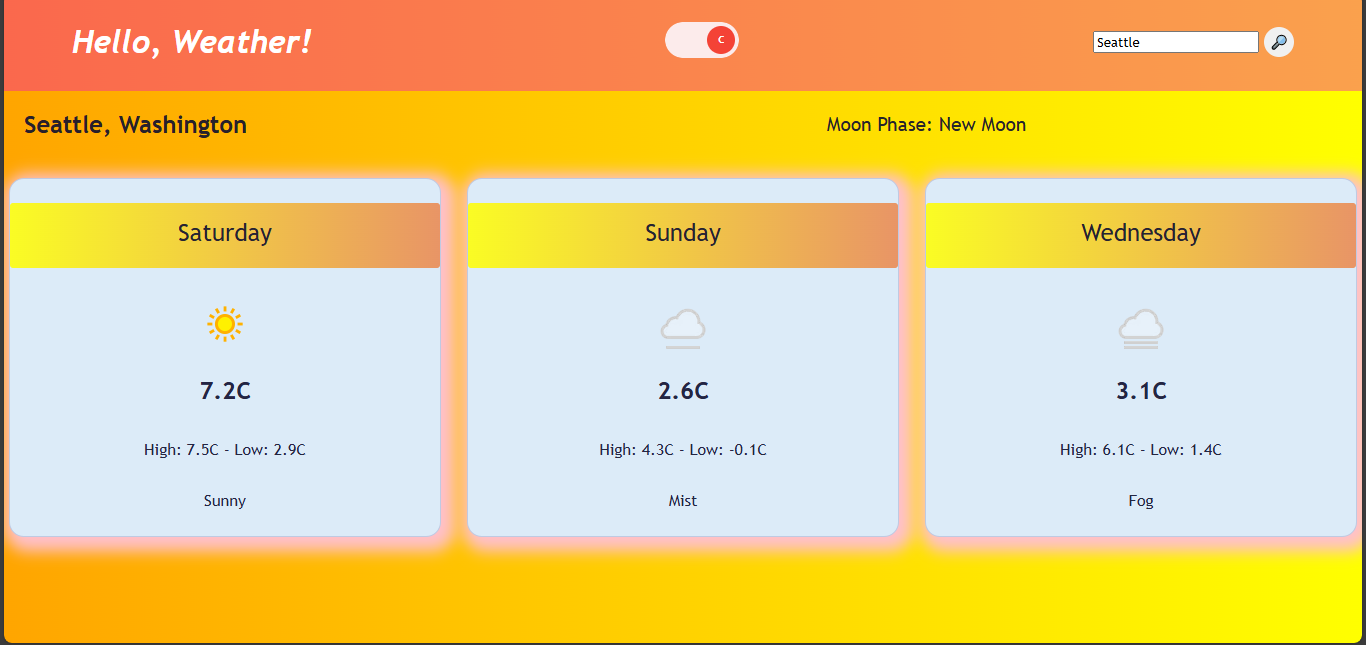 Hello, Weather!
C
Seattle
Seattle, Washington
Moon Phase: New Moon
Saturday
7.2C
High: 7.5C - Low: 2.9C
Sunny
Sunday
2.6C
High: 4.3C - Low: -0.1C
Mist
Wednesday
3.1C
High: 6.1C - Low: 1.4C
Fog